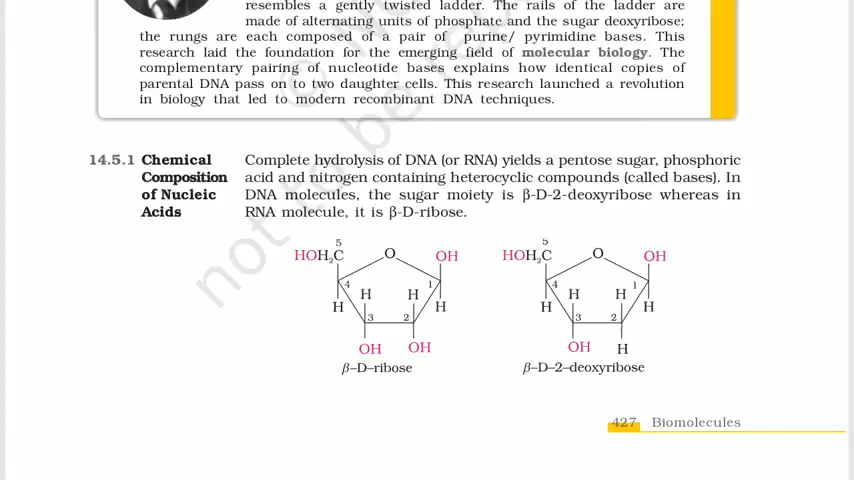 resembles a gently twisted ladder. The rails of the ladder are
made of alternating units of phosphate and the sugar deoxyribose;
the rungs are each composed of a pair of purine/ pyrimidine bases. This
research laid the foundation for the emerging field of molecular biology. The
complementary pairing of nucleotide bases explains how identical copies of
parental DNA pass on to two daughter cells. This research launched a revolution
in biology that led to modern recombinant DNA techniques.
14.5.1 Chemical
Composition
of Nucleic
Acids
Complete hydrolysis of DNA (or RNA) yields a pentose sugar, phosphoric
acid and nitrogen containing heterocyclic compounds (called bases). In
DNA molecules, the sugar moiety is β-D-2-deoxyribose whereas in
RNA molecule, it is β-D-ribose.
5
HOH₂C O OH
4 H H 1
H 3 2 H
OH OH
β–D–ribose
5
HOH₂C O OH
4 H H 1
H 3 2 H
OH H
β–D–2–deoxyribose
427 Biomolecules
not to be re